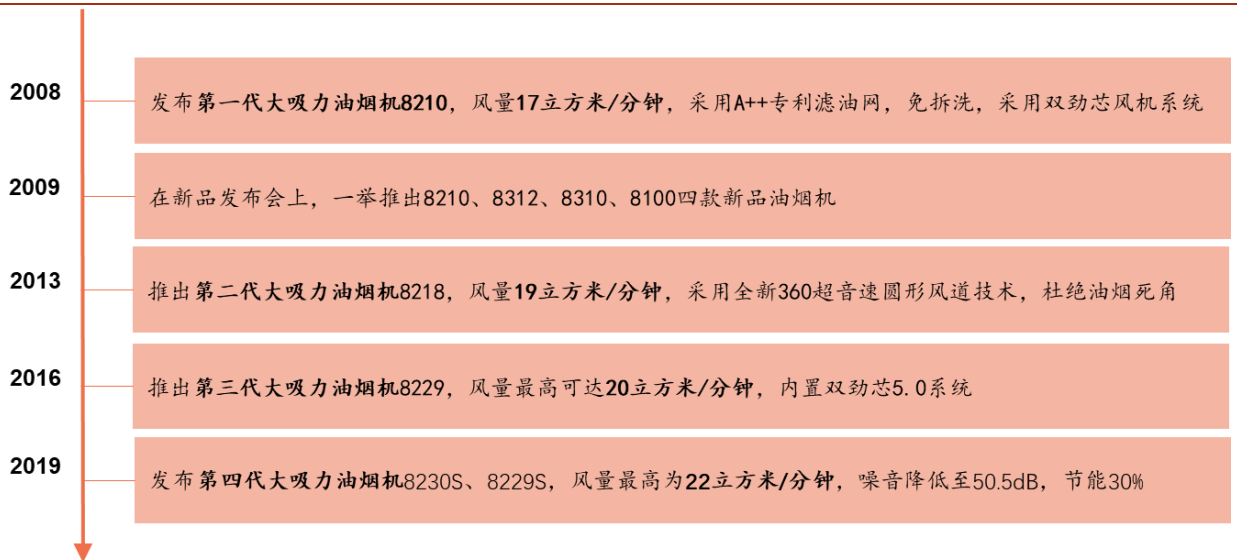 2008
发布第一代大吸力油烟机8210，风量17立方米/分钟，采用A++专利滤油网，免拆洗，采用双劲芯风机系统
2009
在新品发布会上，一举推出8210、8312、8310、8100四款新品油烟机
2013
推出第二代大吸力油烟机8218，风量19立方米/分钟，采用全新360超音速圆形风道技术，杜绝油烟死角
2016
推出第三代大吸力油烟机8229，风量最高可达20立方米/分钟，内置双劲芯5.0系统
2019
发布第四代大吸力油烟机8230S、8229S，风量最高为22立方米/分钟，噪音降低至50.5dB，节能30%